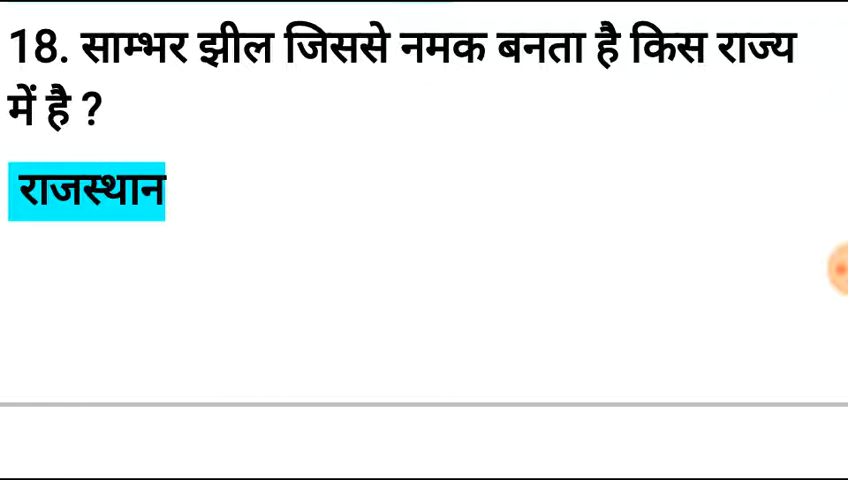 18. साम्भर झील जिससे नमक बनता है किस राज्य
में है ?
राजस्थान